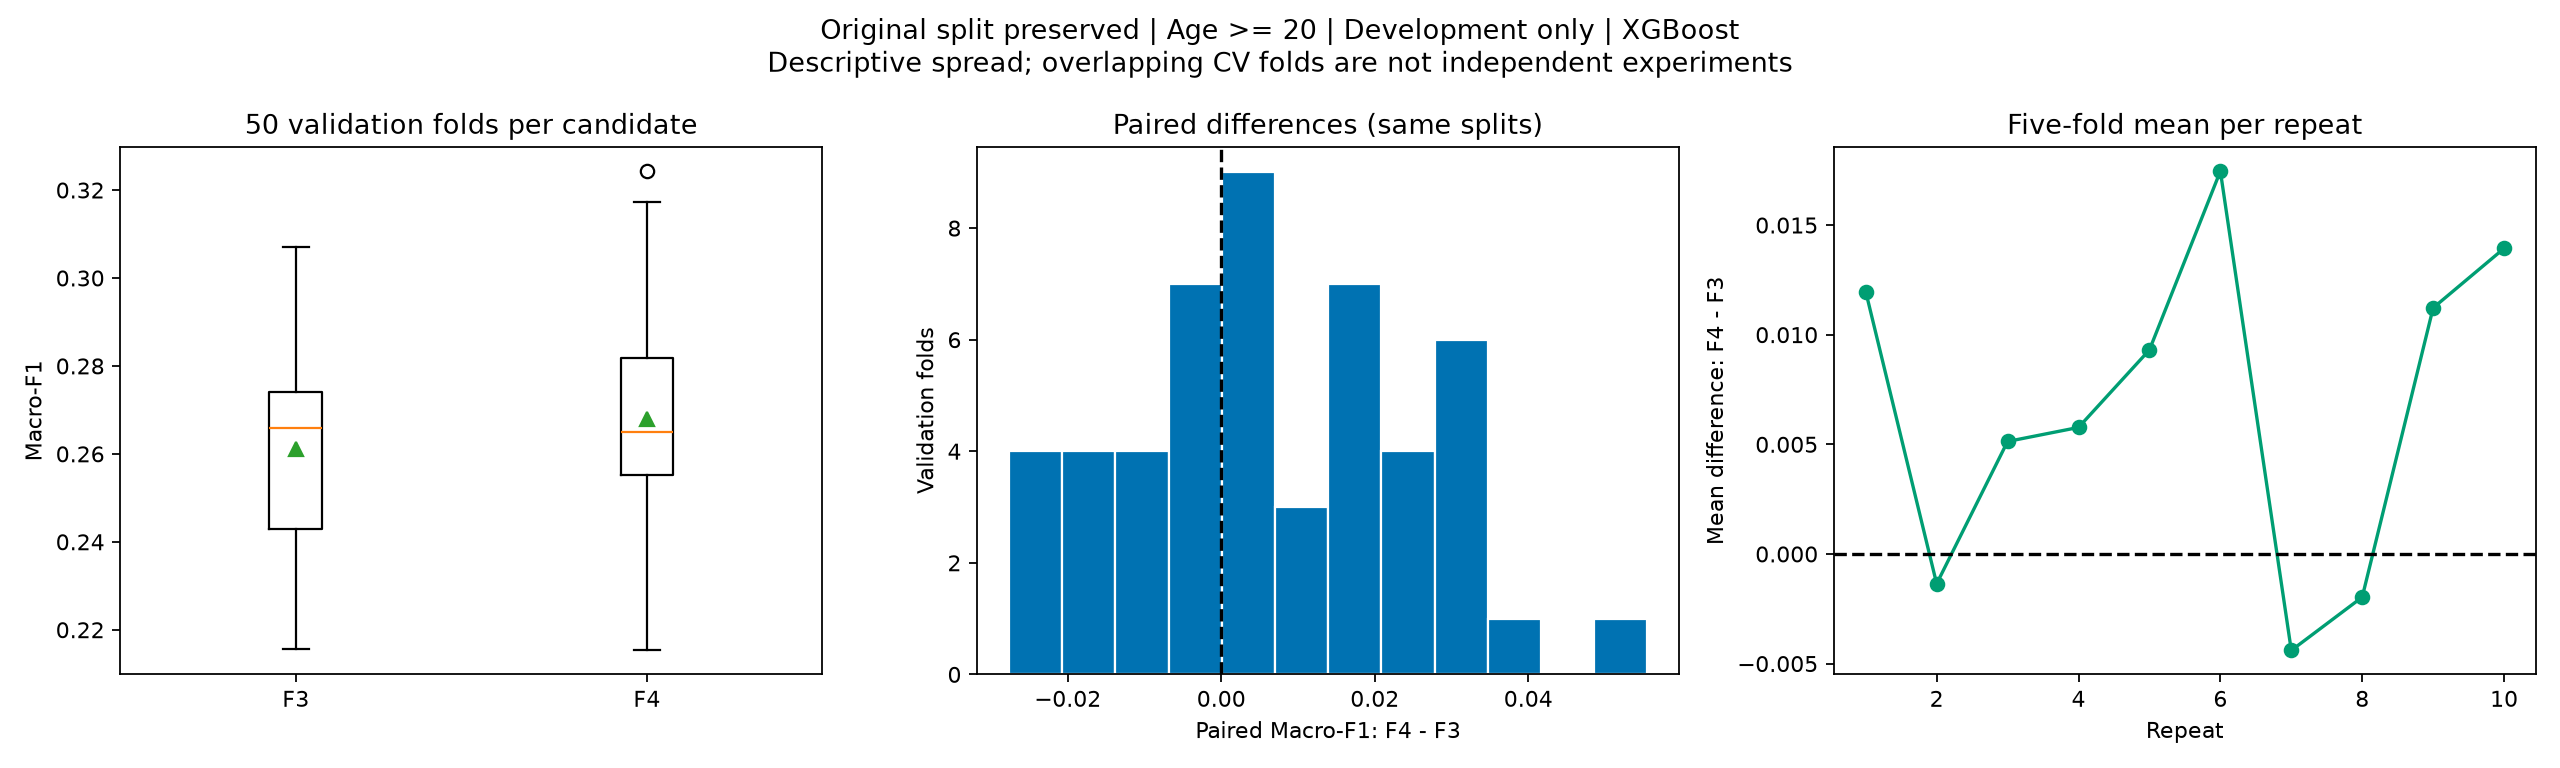 Original split preserved | Age >= 20 | Development only | XGBoost
Descriptive spread; overlapping CV folds are not independent experiments
50 validation folds per candidate
Macro-F1
0.32
0.30
0.28
0.26
0.24
0.22
F3
F4
Paired differences (same splits)
Validation folds
8
6
4
2
0
−0.02
0.00
0.02
0.04
Paired Macro-F1: F4 - F3
Five-fold mean per repeat
Mean difference: F4 - F3
0.015
0.010
0.005
0.000
−0.005
2
4
6
8
10
Repeat